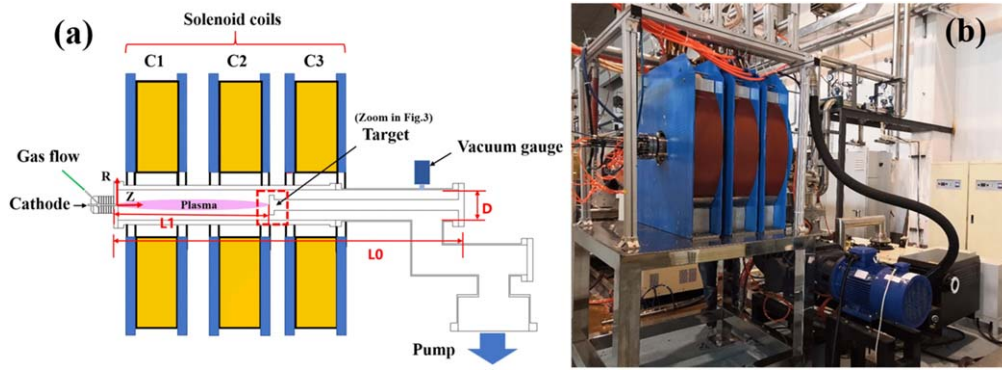 (a)
Solenoid coils
C1
C2
C3
(Zoom in Fig.3)
Target
Vacuum gauge
Gas flow
R
Cathode
Z
Plasma
D
L1
L0
Pump
(b)